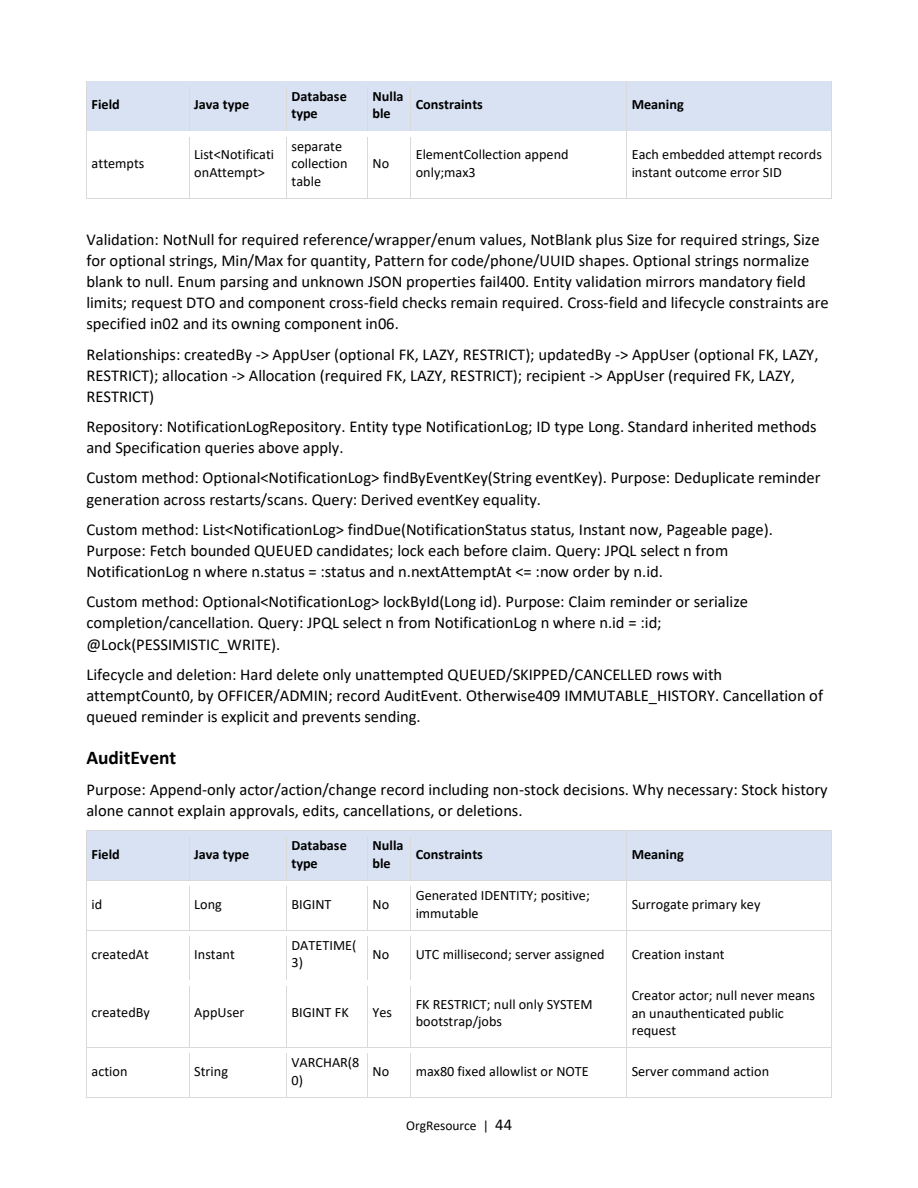 Field Java type Database type Nulla ble Constraints Meaning
attempts List<Notificati onAttempt> separate collection table No ElementCollection append only;max3 Each embedded attempt records instant outcome error SID
Validation: NotNull for required reference/wrapper/enum values, NotBlank plus Size for required strings, Size
for optional strings, Min/Max for quantity, Pattern for code/phone/UUID shapes. Optional strings normalize
blank to null. Enum parsing and unknown JSON properties fail400. Entity validation mirrors mandatory field
limits; request DTO and component cross-field checks remain required. Cross-field and lifecycle constraints are
specified in02 and its owning component in06.
Relationships: createdBy -> AppUser (optional FK, LAZY, RESTRICT); updatedBy -> AppUser (optional FK, LAZY,
RESTRICT); allocation -> Allocation (required FK, LAZY, RESTRICT); recipient -> AppUser (required FK, LAZY,
RESTRICT)
Repository: NotificationLogRepository. Entity type NotificationLog; ID type Long. Standard inherited methods
and Specification queries above apply.
Custom method: Optional<NotificationLog> findByEventKey(String eventKey). Purpose: Deduplicate reminder
generation across restarts/scans. Query: Derived eventKey equality.
Custom method: List<NotificationLog> findDue(NotificationStatus status, Instant now, Pageable page).
Purpose: Fetch bounded QUEUED candidates; lock each before claim. Query: JPQL select n from
NotificationLog n where n.status = :status and n.nextAttemptAt <= :now order by n.id.
Custom method: Optional<NotificationLog> lockById(Long id). Purpose: Claim reminder or serialize
completion/cancellation. Query: JPQL select n from NotificationLog n where n.id = :id;
@Lock(PESSIMISTIC_WRITE).
Lifecycle and deletion: Hard delete only unattempted QUEUED/SKIPPED/CANCELLED rows with
attemptCount0, by OFFICER/ADMIN; record AuditEvent. Otherwise409 IMMUTABLE_HISTORY. Cancellation of
queued reminder is explicit and prevents sending.
AuditEvent
Purpose: Append-only actor/action/change record including non-stock decisions. Why necessary: Stock history
alone cannot explain approvals, edits, cancellations, or deletions.
Field Java type Database type Nulla ble Constraints Meaning
id Long BIGINT No Generated IDENTITY; positive; immutable Surrogate primary key
createdAt Instant DATETIME( 3) No UTC millisecond; server assigned Creation instant
createdBy AppUser BIGINT FK Yes FK RESTRICT; null only SYSTEM bootstrap/jobs Creator actor; null never means an unauthenticated public request
action String VARCHAR(8 0) No max80 fixed allowlist or NOTE Server command action
OrgResource | 44